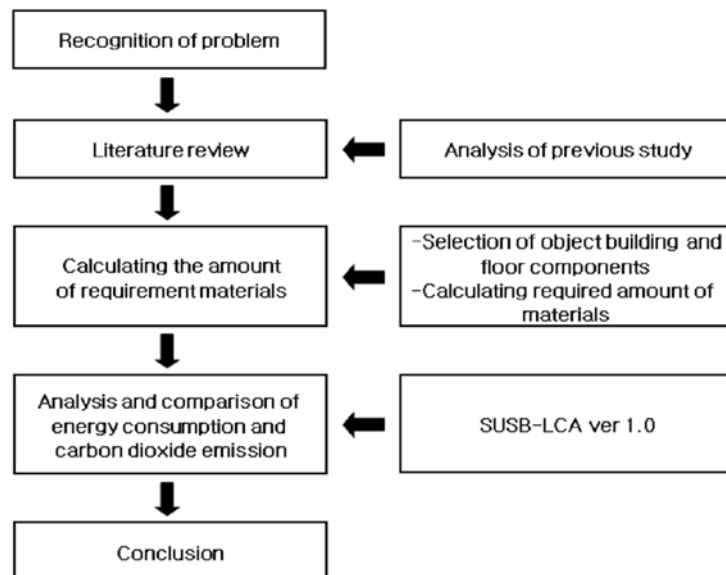 Recognition of problem
Literature review
Analysis of previous study
Calculating the amount
of requirement materials
-Selection of object building and
floor components
-Calculating required amount of
materials
Analysis and comparison of
energy consumption and
carbon dioxide emission
SUSB-LCA ver 1.0
Conclusion